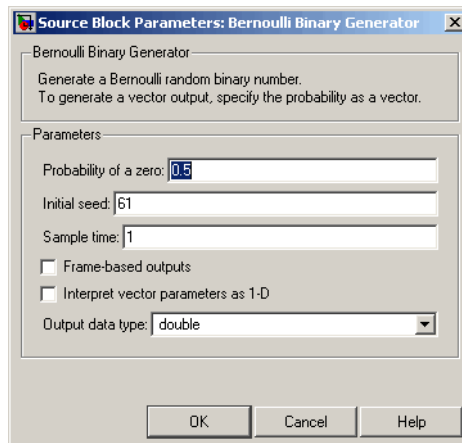 Source Block Parameters: Bernoulli Binary Generator
Bernoulli Binary Generator
Generate a Bernoulli random binary number.
To generate a vector output, specify the probability as a vector.
Parameters
Probability of a zero: 0.5
Initial seed: 61
Sample time: 1
Frame-based outputs
Interpret vector parameters as 1-D
Output data type: double
OK Cancel Help